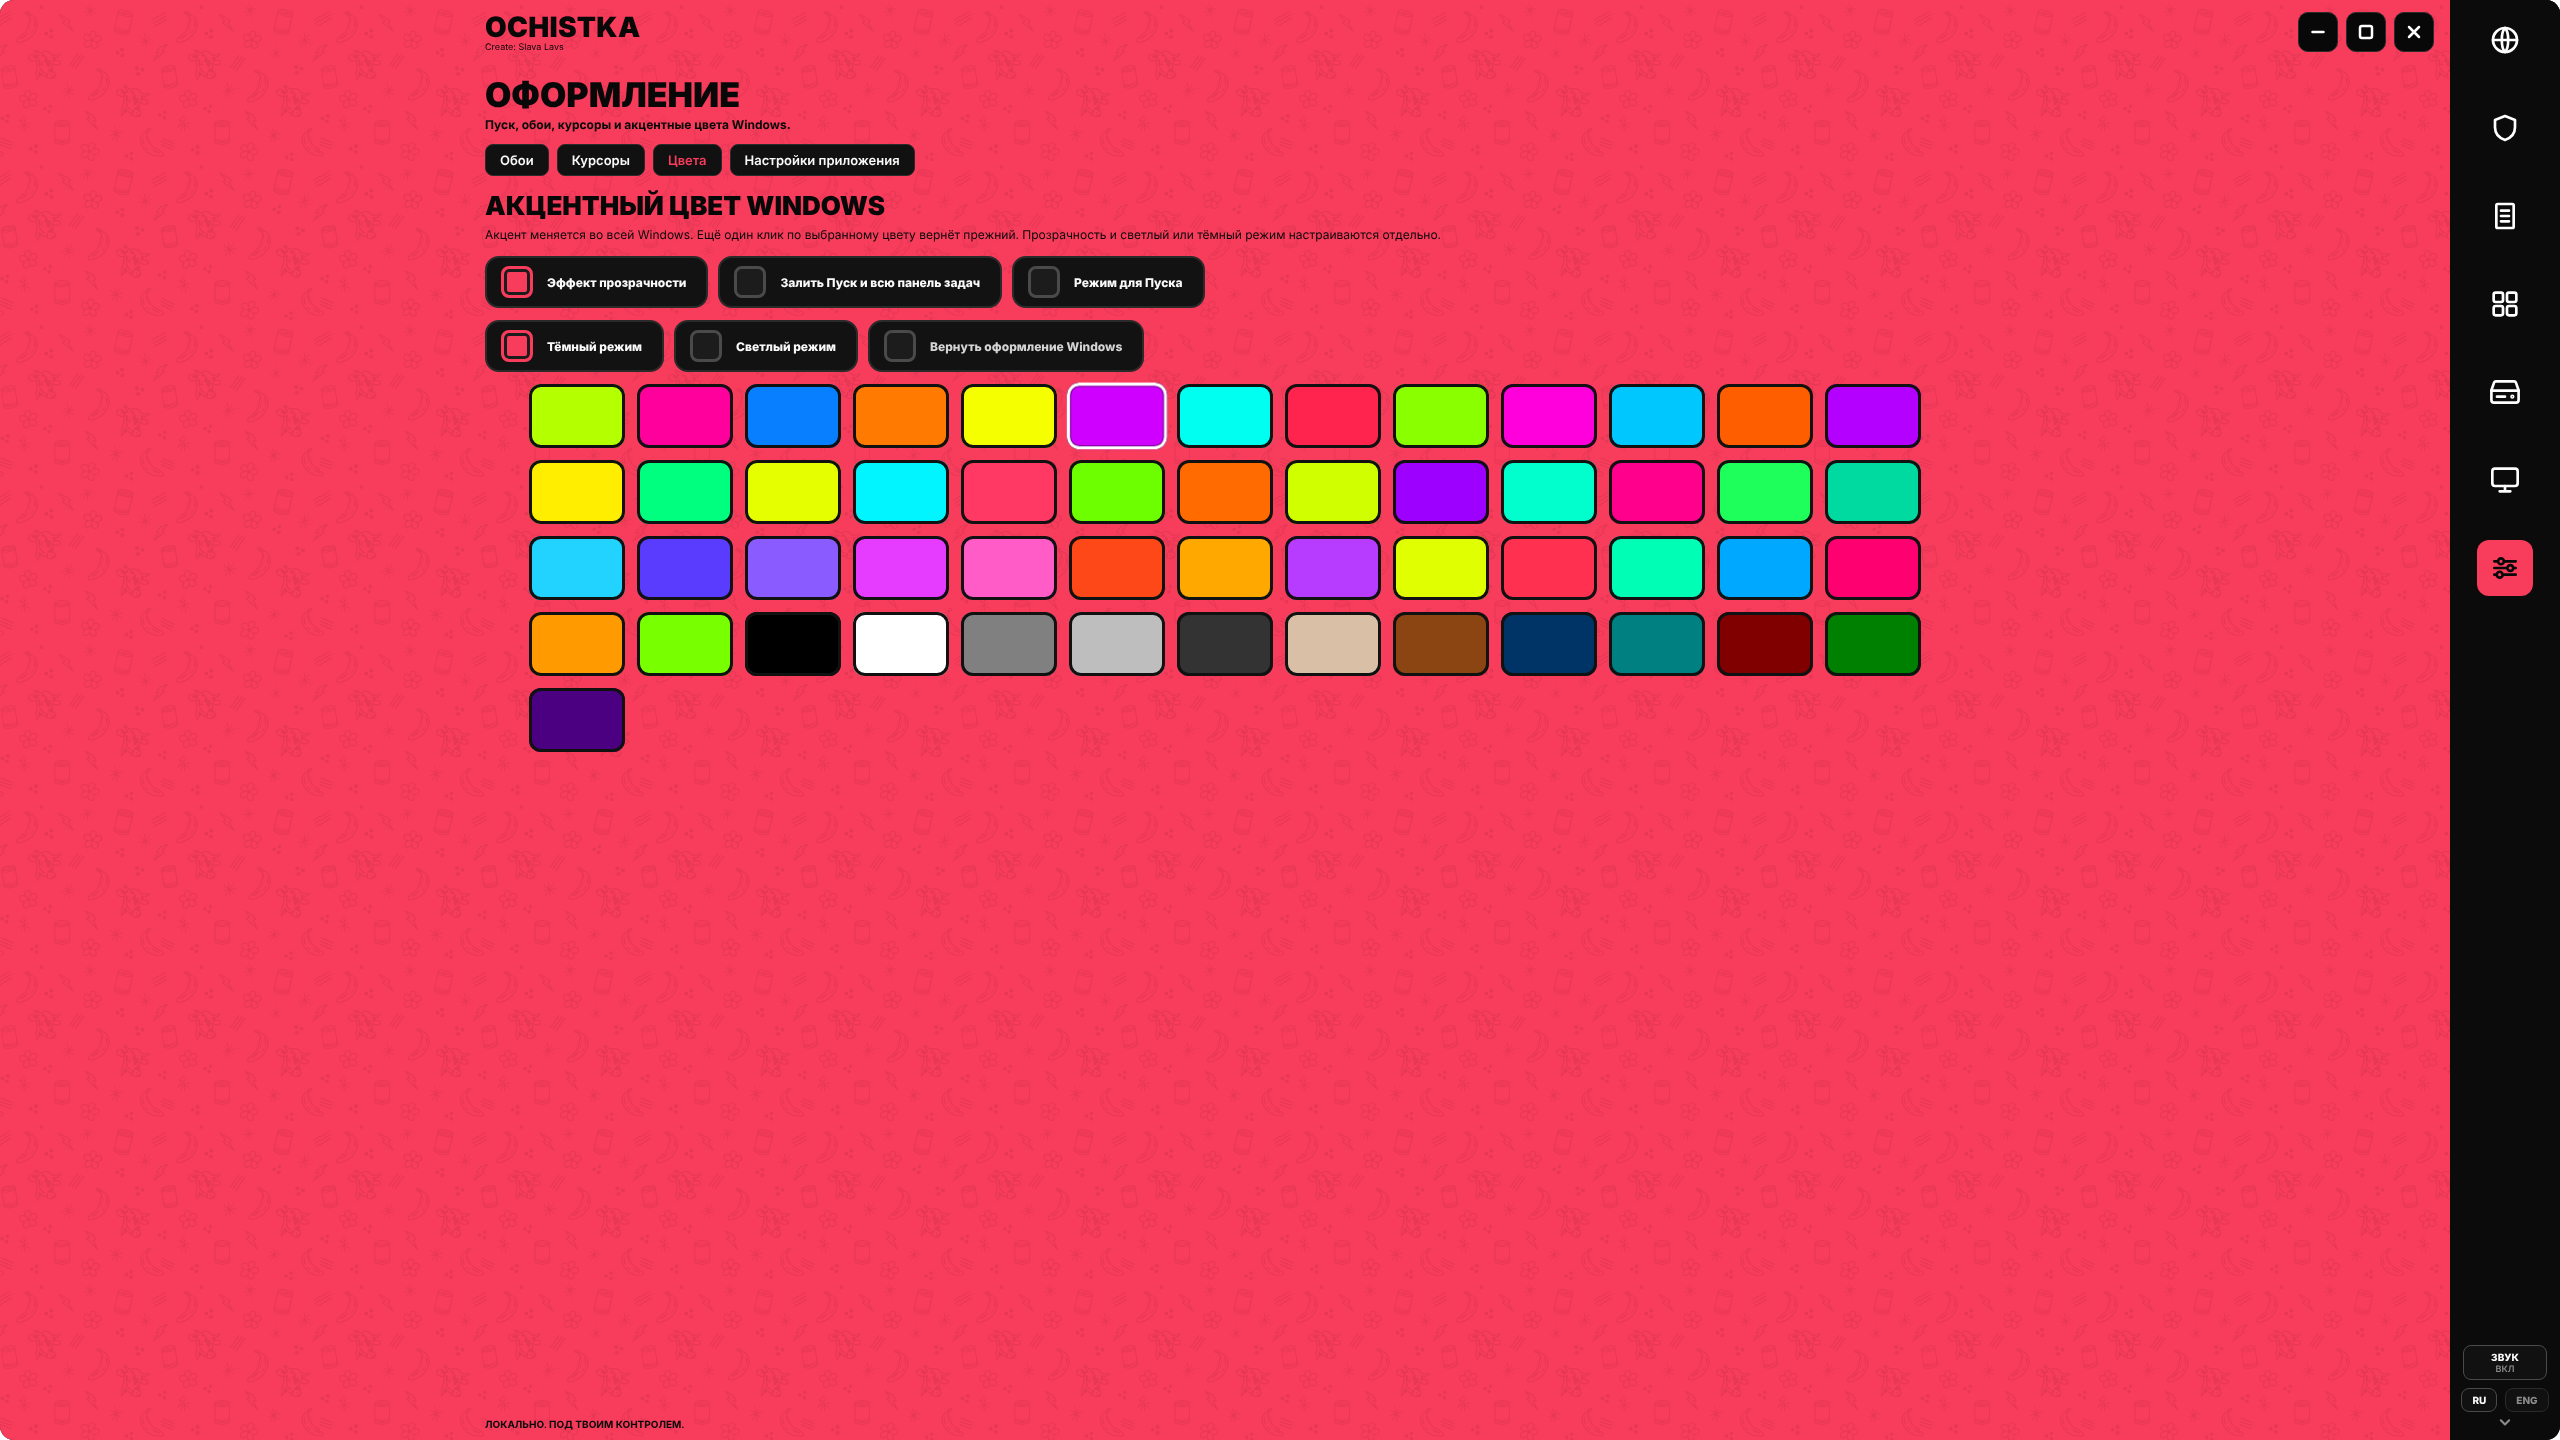 OCHISTKA
Create: Slava Lavs
ОФОРМЛЕНИЕ
Пуск, обои, курсоры и акцентные цвета Windows.
Обои
Курсоры
Цвета
Настройки приложения
АКЦЕНТНЫЙ ЦВЕТ WINDOWS
Акцент меняется во всей Windows. Ещё один клик по выбранному цвету вернёт прежний. Прозрачность и светлый или тёмный режим настраиваются отдельно.
Эффект прозрачности
Залить Пуск и всю панель задач
Режим для Пуска
Тёмный режим
Светлый режим
Вернуть оформление Windows
ЗВУК
ВКЛ
RU
ENG
ЛОКАЛЬНО. ПОД ТВОИМ КОНТРОЛЕМ.